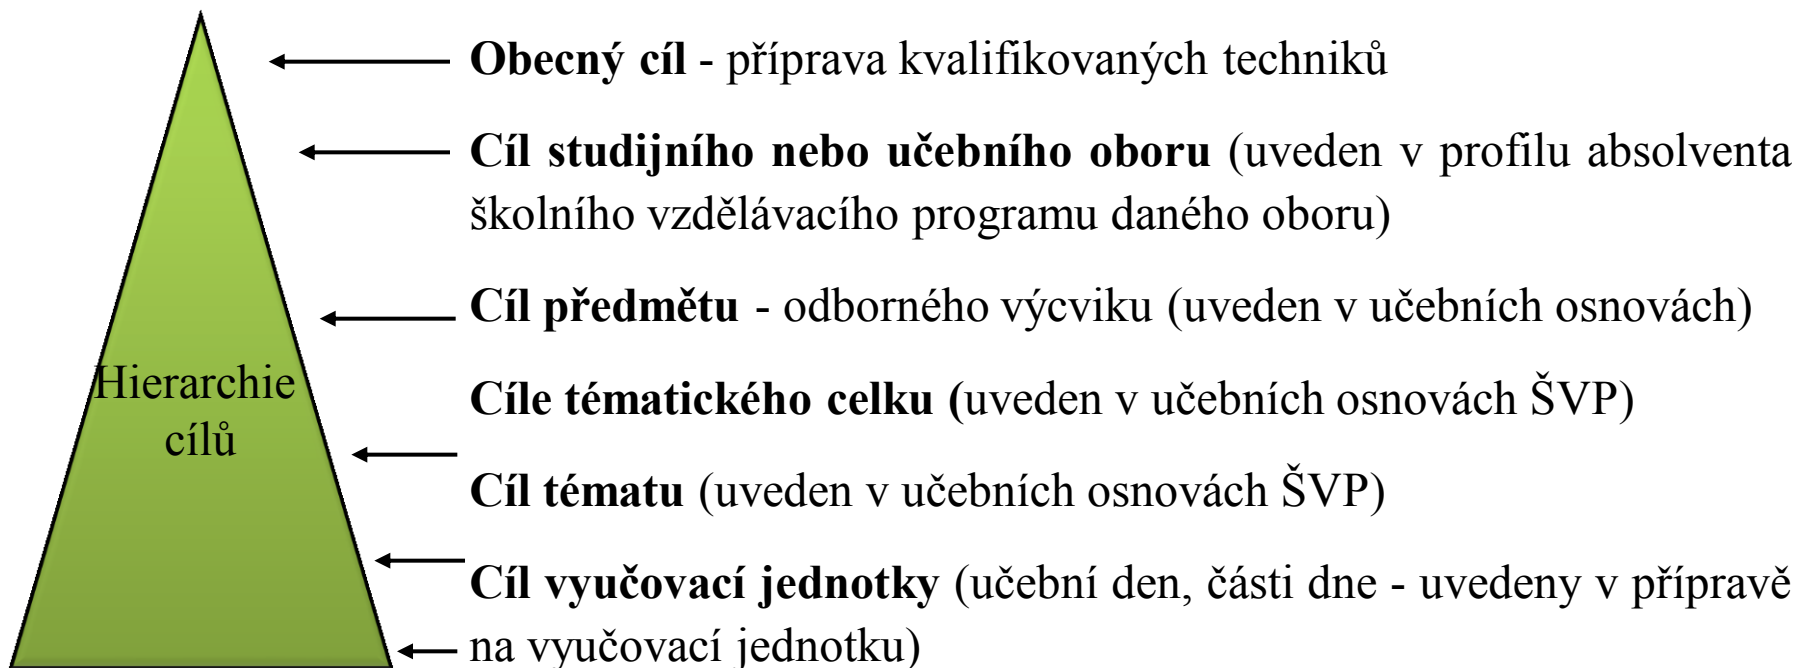 Obecný cíl - příprava kvalifikovaných techniků
Cíl studijního nebo učebního oboru (uveden v profilu absolventa
školního vzdělávacího programu daného oboru)
Cíl předmětu - odborného výcviku (uveden v učebních osnovách)
Hierarchie
cílů
Cíle tématického celku (uveden v učebních osnovách ŠVP)
Cíl tématu (uveden v učebních osnovách ŠVP)
Cíl vyučovací jednotky (učební den, části dne - uvedeny v přípravě
na vyučovací jednotku)